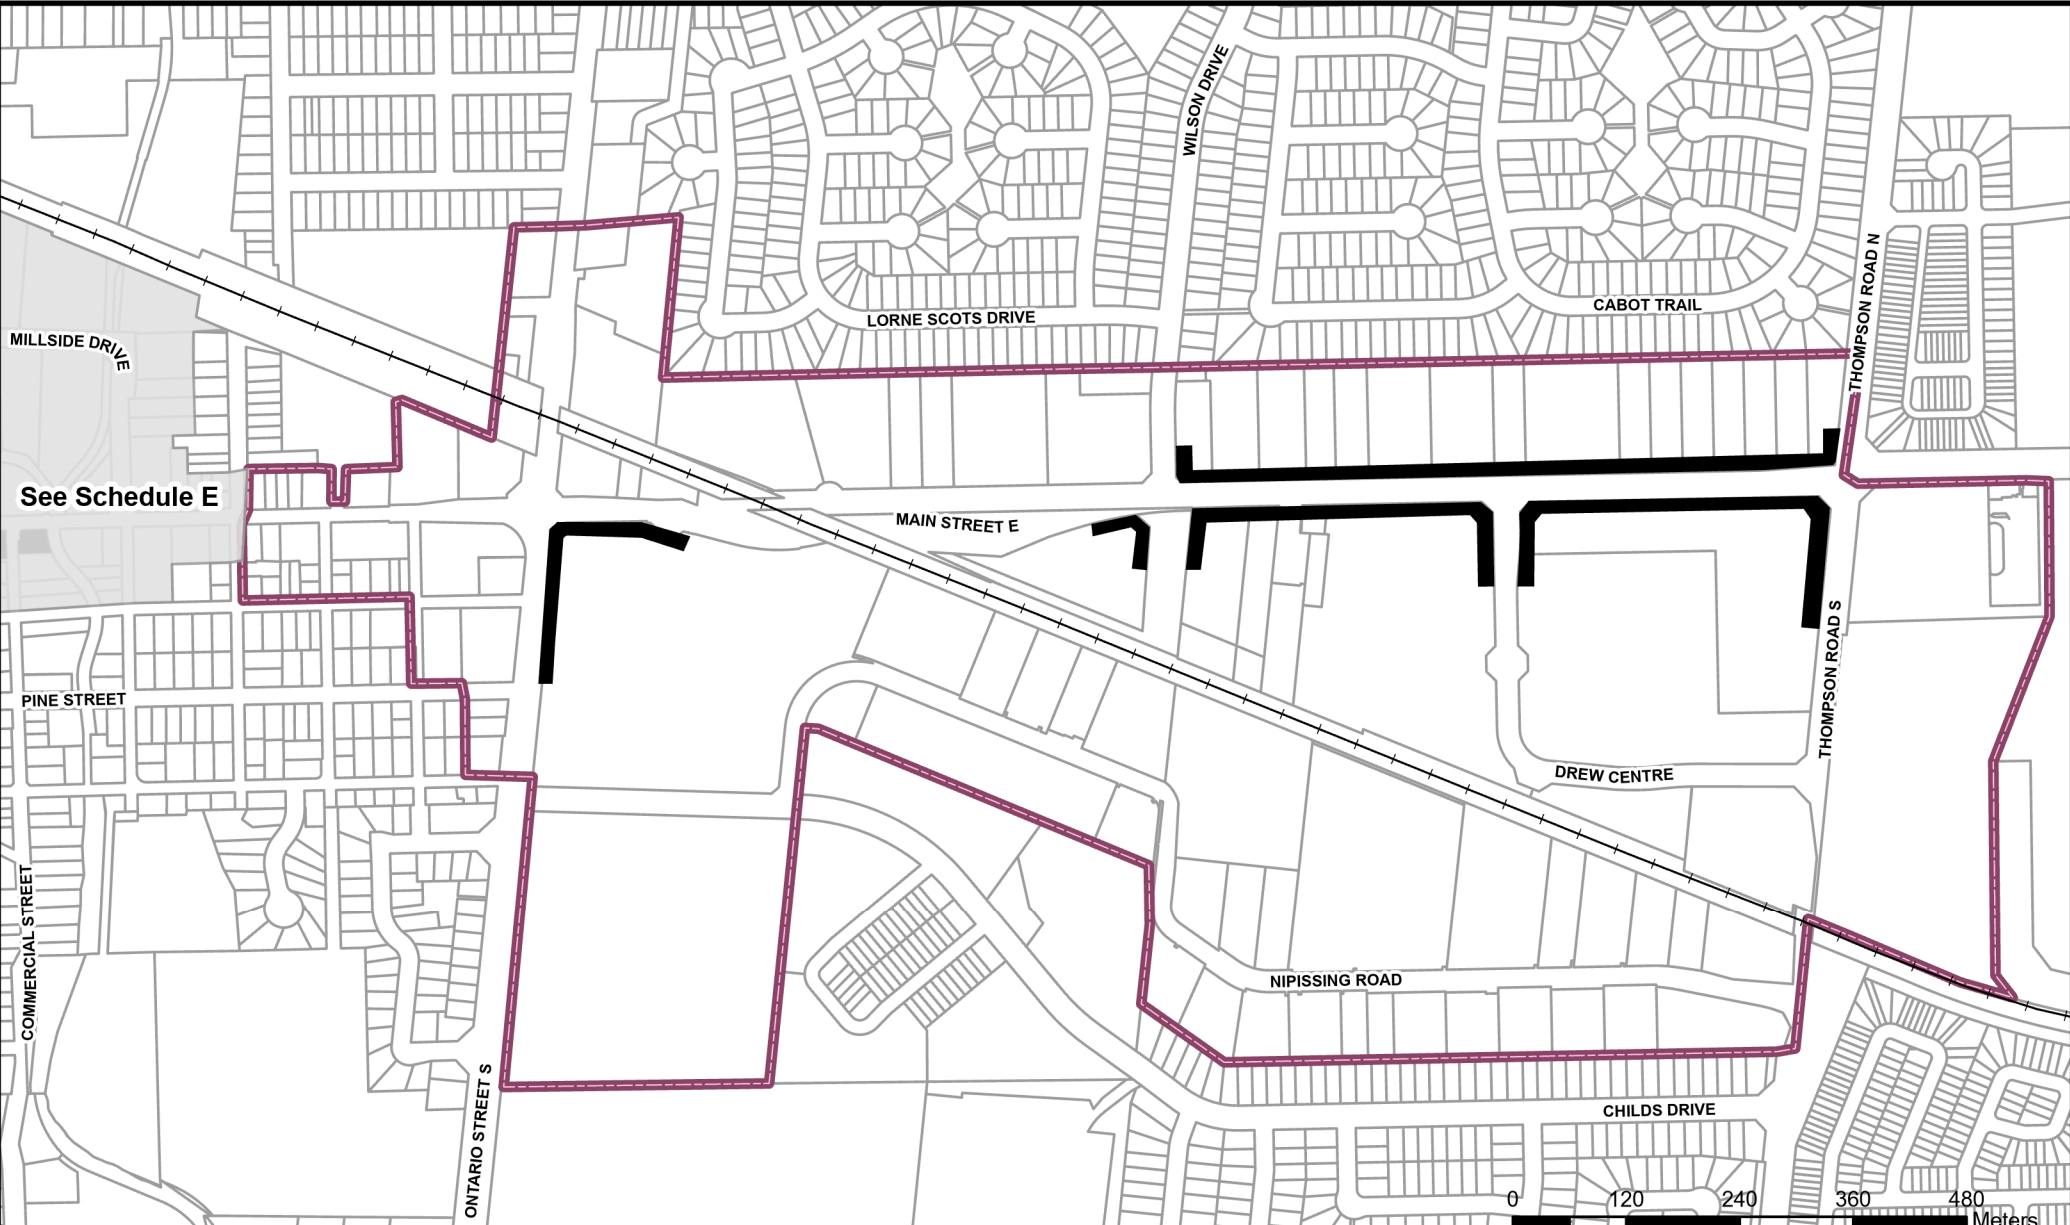 WILSON DRIVE
THOMPSON ROAD N
LORNE SCOTS DRIVE
CABOT TRAIL
MILLSIDE DRIVE
See Schedule E
MAIN STREET E
THOMPSON ROAD S
PINE STREET
DREW CENTRE
COMMERCIAL STREET
NIPISSING ROAD
ONTARIO STREET S
CHILDS DRIVE
0 120 240 360 480
Meters